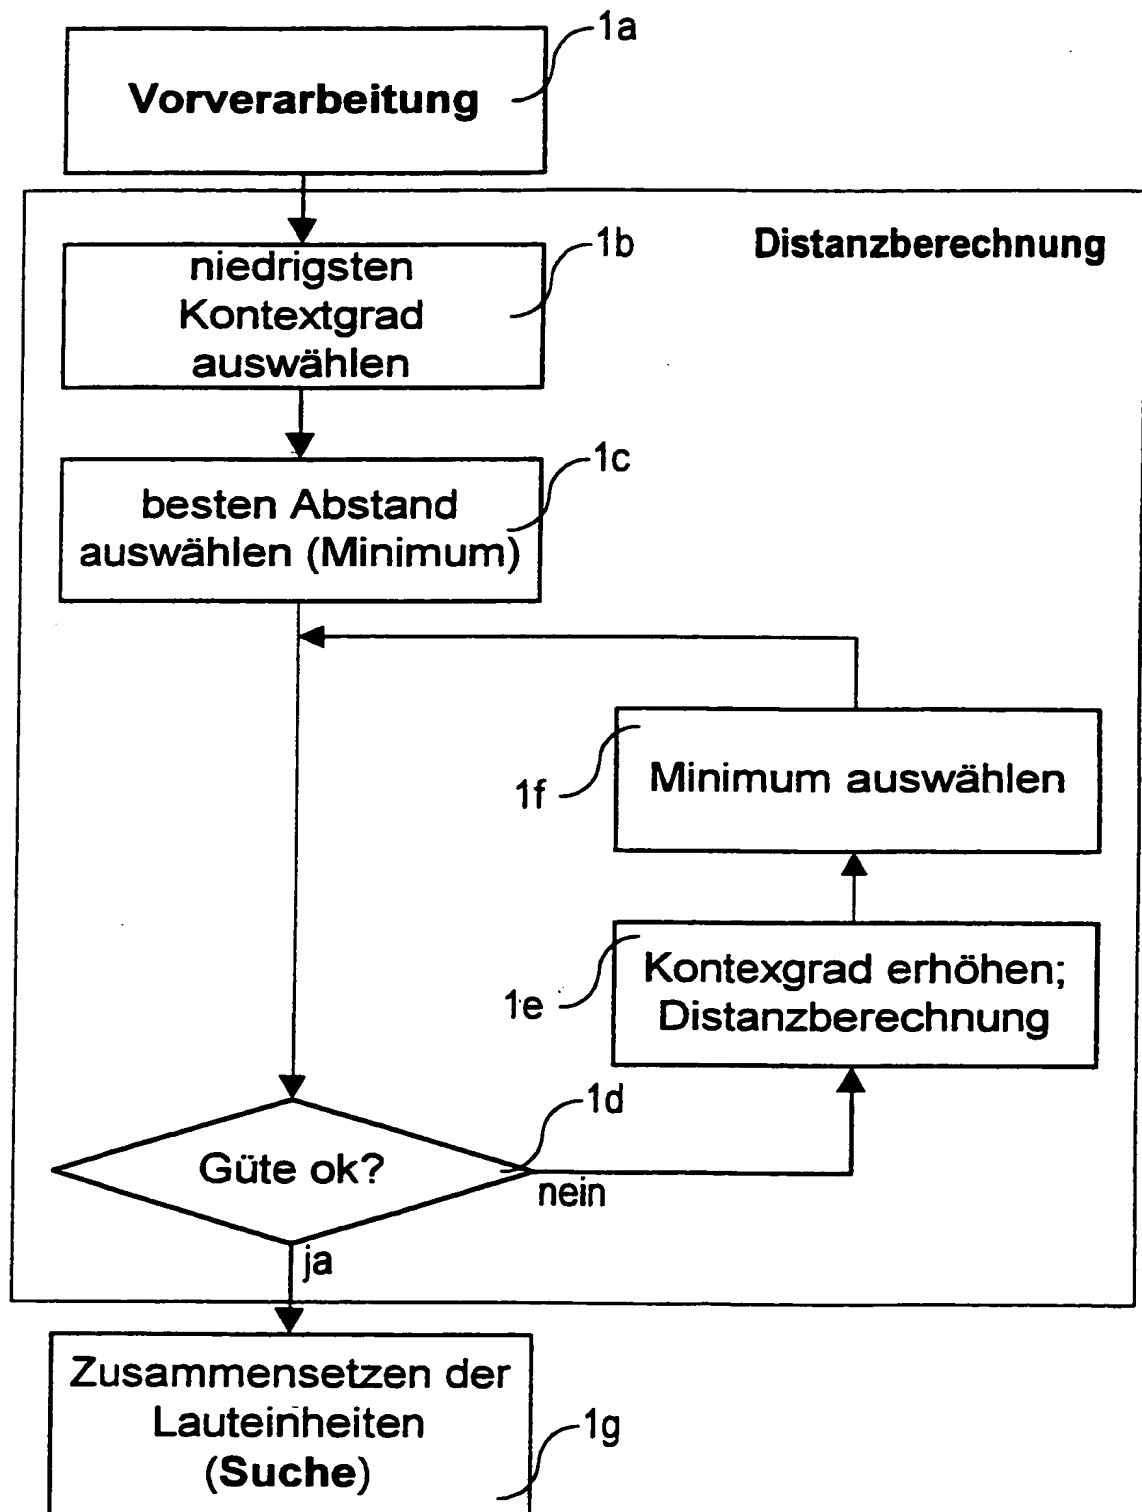 1a
Vorverarbeitung
Distanzberechnung
1b
niedrigsten
Kontextgrad
auswählen
1c
besten Abstand
auswählen (Minimum)
1f
Minimum auswählen
1e
Kontexgrad erhöhen;
Distanzberechnung
1d
Güte ok?
nein
ja
Zusammensetzen der
Lauteinheiten
(Suche)
1g